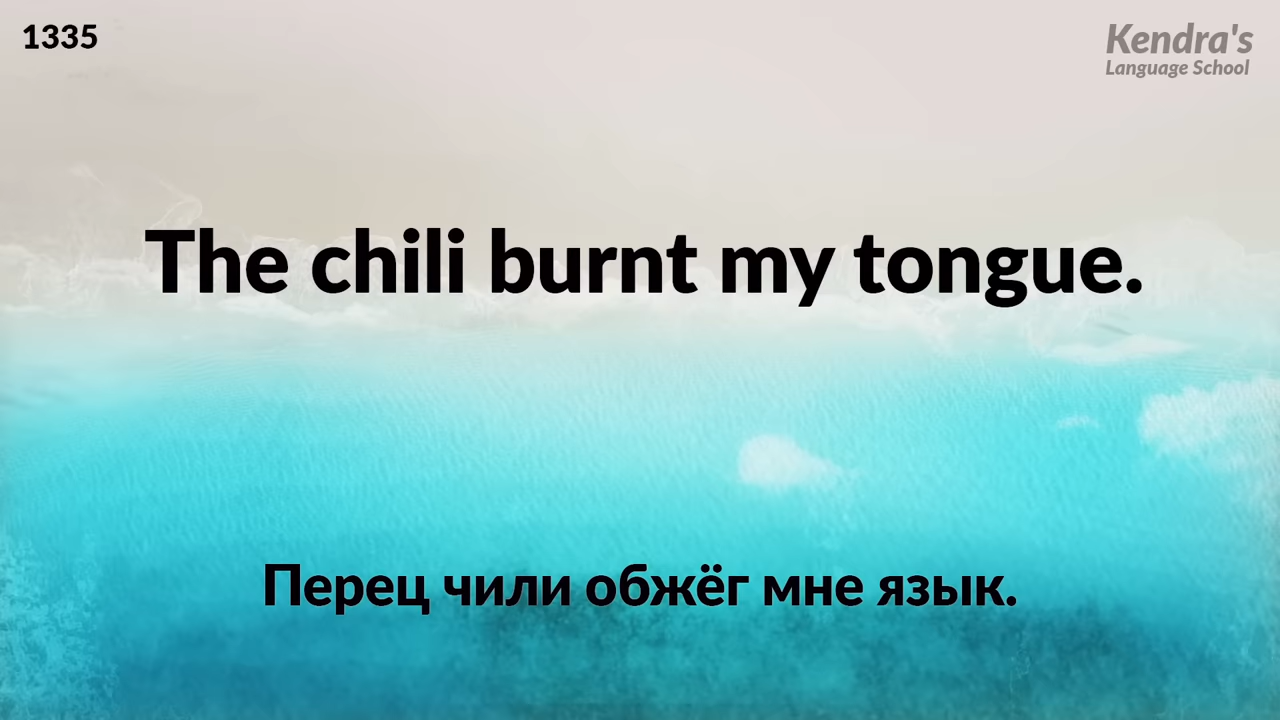 1335
Kendra's
Language School
The chili burnt my tongue.
Перец чили обжёг мне язык.